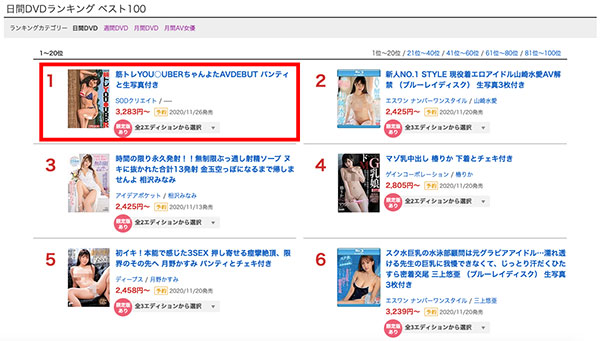 日間DVDランキング ベスト100
ランキングカテゴリー 日間DVD 週間DVD 月間DVD 月間AV女優
1〜20位
1位〜20位 / 21位〜40位 / 41位〜60位 / 61位〜80位 / 81位〜100位
1
筋トレYOU○UBERちゃんよたAVDEBUT パンティ
と生写真付き
SODクリエイト / ----
3,283円〜 予約 2020/11/26発売
限定版あり 全2エディションから選択
2
新人NO.1 STYLE 現役着エロアイドル山崎水愛AV解
禁 （ブルーレイディスク） 生写真3枚付き
エスワン ナンバーワンスタイル / 山崎水愛
2,425円〜 予約 2020/11/20発売
限定版あり 全3エディションから選択
3
時間の限り永久発射！！無制限ぶっ通し射精ソープ ヌ
キに抜かれた合計13発射 金玉空っぽになるまで帰しま
せんよ 相沢みなみ
アイデアポケット / 相沢みなみ
2,425円〜 予約 2020/11/13発売
限定版あり 全2エディションから選択
4
マゾ乳中出し 椿りか 下着とチェキ付き
ゲインコーポレーション / 椿りか
2,805円〜 予約 2020/11/20発売
限定版あり 全2エディションから選択
5
初イキ！本能で感じた3SEX 押し寄せる痙攣絶頂、限
界のその先へ 月野かすみ パンティとチェキ付き
ディープス / 月野かすみ
2,458円〜 予約 2020/11/20発売
限定版あり 全3エディションから選択
6
スク水巨乳の水泳部顧問は元グラビアアイドル…濡れ透
ける先生の巨乳に我慢できなくて、じっとり汗だくひた
すら密着交尾 三上悠亜 （ブルーレイディスク） 生写真
3枚付き
エスワン ナンバーワンスタイル / 三上悠亜
3,239円〜 予約 2020/11/20発売
限定版あり 全3エディションから選択